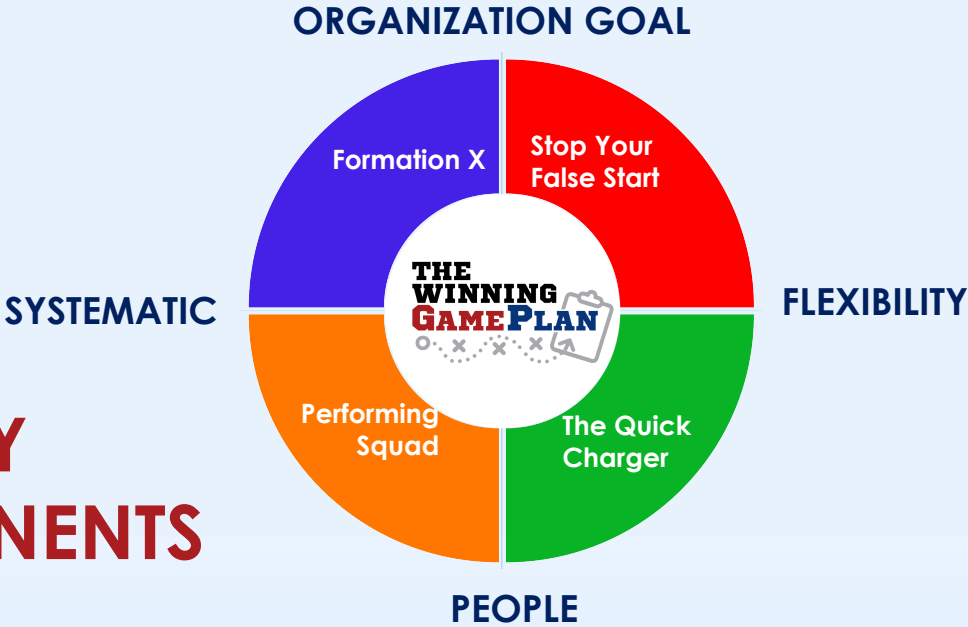 ORGANIZATION GOAL
Formation X
Stop Your
False Start
THE
WINNING
GAMEPLAN
SYSTEMATIC
FLEXIBILITY
Performing
Squad
The Quick
Charger
Y
NENTS
PEOPLE